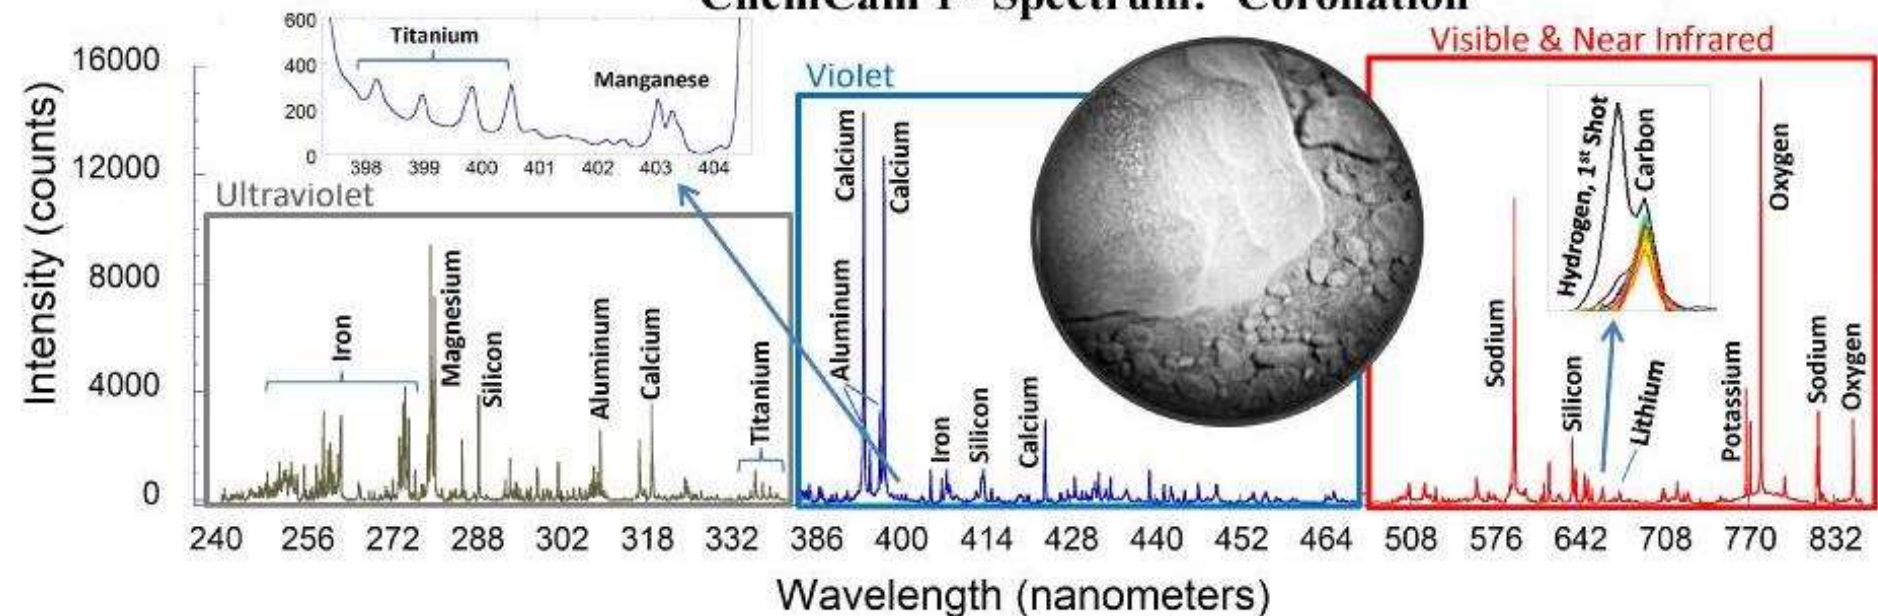 ChemCam 1st Spectrum: "Coronation"
Visible & Near Infrared
Violet
Ultraviolet
Titanium
Manganese
600
400
200
0
398 399 400 401 402 403 404
Intensity (counts)
16000
12000
8000
4000
0
Iron
Magnesium
Silicon
Aluminum
Calcium
Titanium
Calcium
Calcium
Aluminum
Iron
Silicon
Calcium
Sodium
Silicon
Hydrogen, 1st Shot
Carbon
Lithium
Potassium
Oxygen
Sodium
Oxygen
240 256 272 288 302 318 332 386 400 414 428 440 452 464 508 576 642 708 770 832
Wavelength (nanometers)